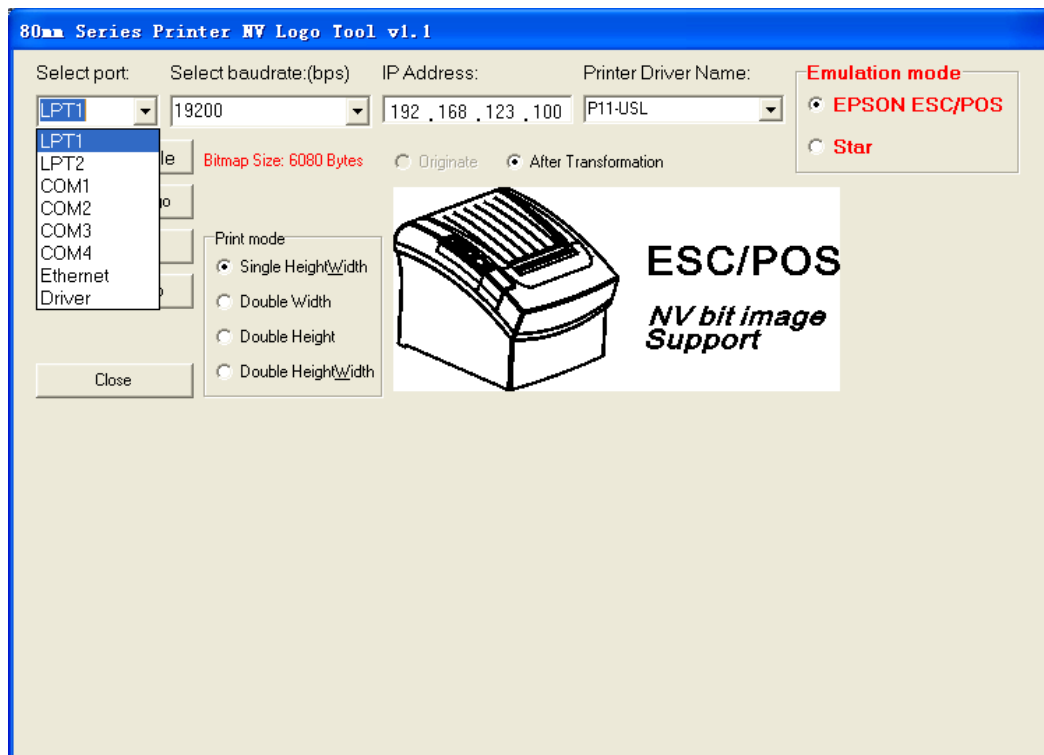 80mm Series Printer NV Logo Tool v1.1
Select port: Select baudrate:(bps) IP Address: Printer Driver Name: Emulation mode
LPT1 19200 192 . 168 . 123 . 100 P11-USL EPSON ESC/POS
Star
LPT1
LPT2
COM1
COM2
COM3
COM4
Ethernet
Driver
Bitmap Size: 6080 Bytes Originate After Transformation
Print mode
Single HeightWidth
Double Width
Double Height
Double HeightWidth
Close
ESC/POS
NV bit image
Support